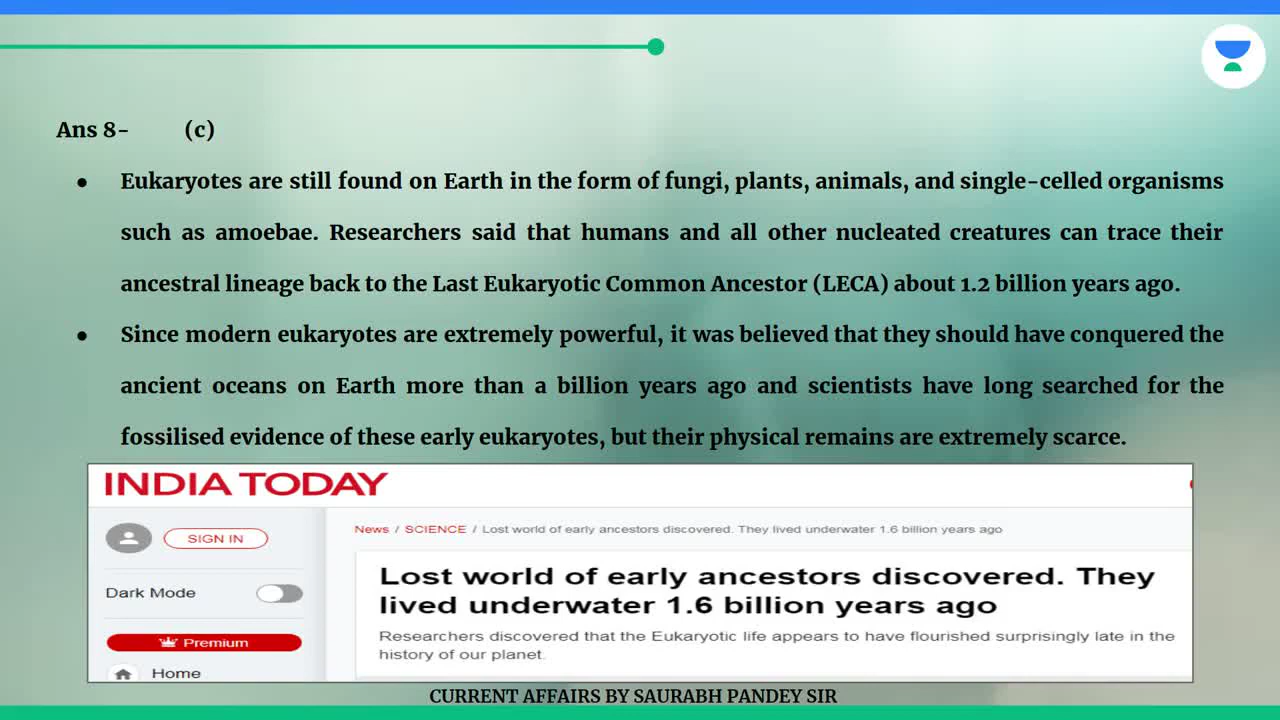 Ans 8- (c)
● Eukaryotes are still found on Earth in the form of fungi, plants, animals, and single-celled organisms
such as amoebae. Researchers said that humans and all other nucleated creatures can trace their
ancestral lineage back to the Last Eukaryotic Common Ancestor (LECA) about 1.2 billion years ago.
● Since modern eukaryotes are extremely powerful, it was believed that they should have conquered the
ancient oceans on Earth more than a billion years ago and scientists have long searched for the
fossilised evidence of these early eukaryotes, but their physical remains are extremely scarce.
INDIA TODAY
SIGN IN
Dark Mode
Premium
Home
News / SCIENCE / Lost world of early ancestors discovered. They lived underwater 1.6 billion years ago
Lost world of early ancestors discovered. They
lived underwater 1.6 billion years ago
Researchers discovered that the Eukaryotic life appears to have flourished surprisingly late in the
history of our planet.
CURRENT AFFAIRS BY SAURABH PANDEY SIR